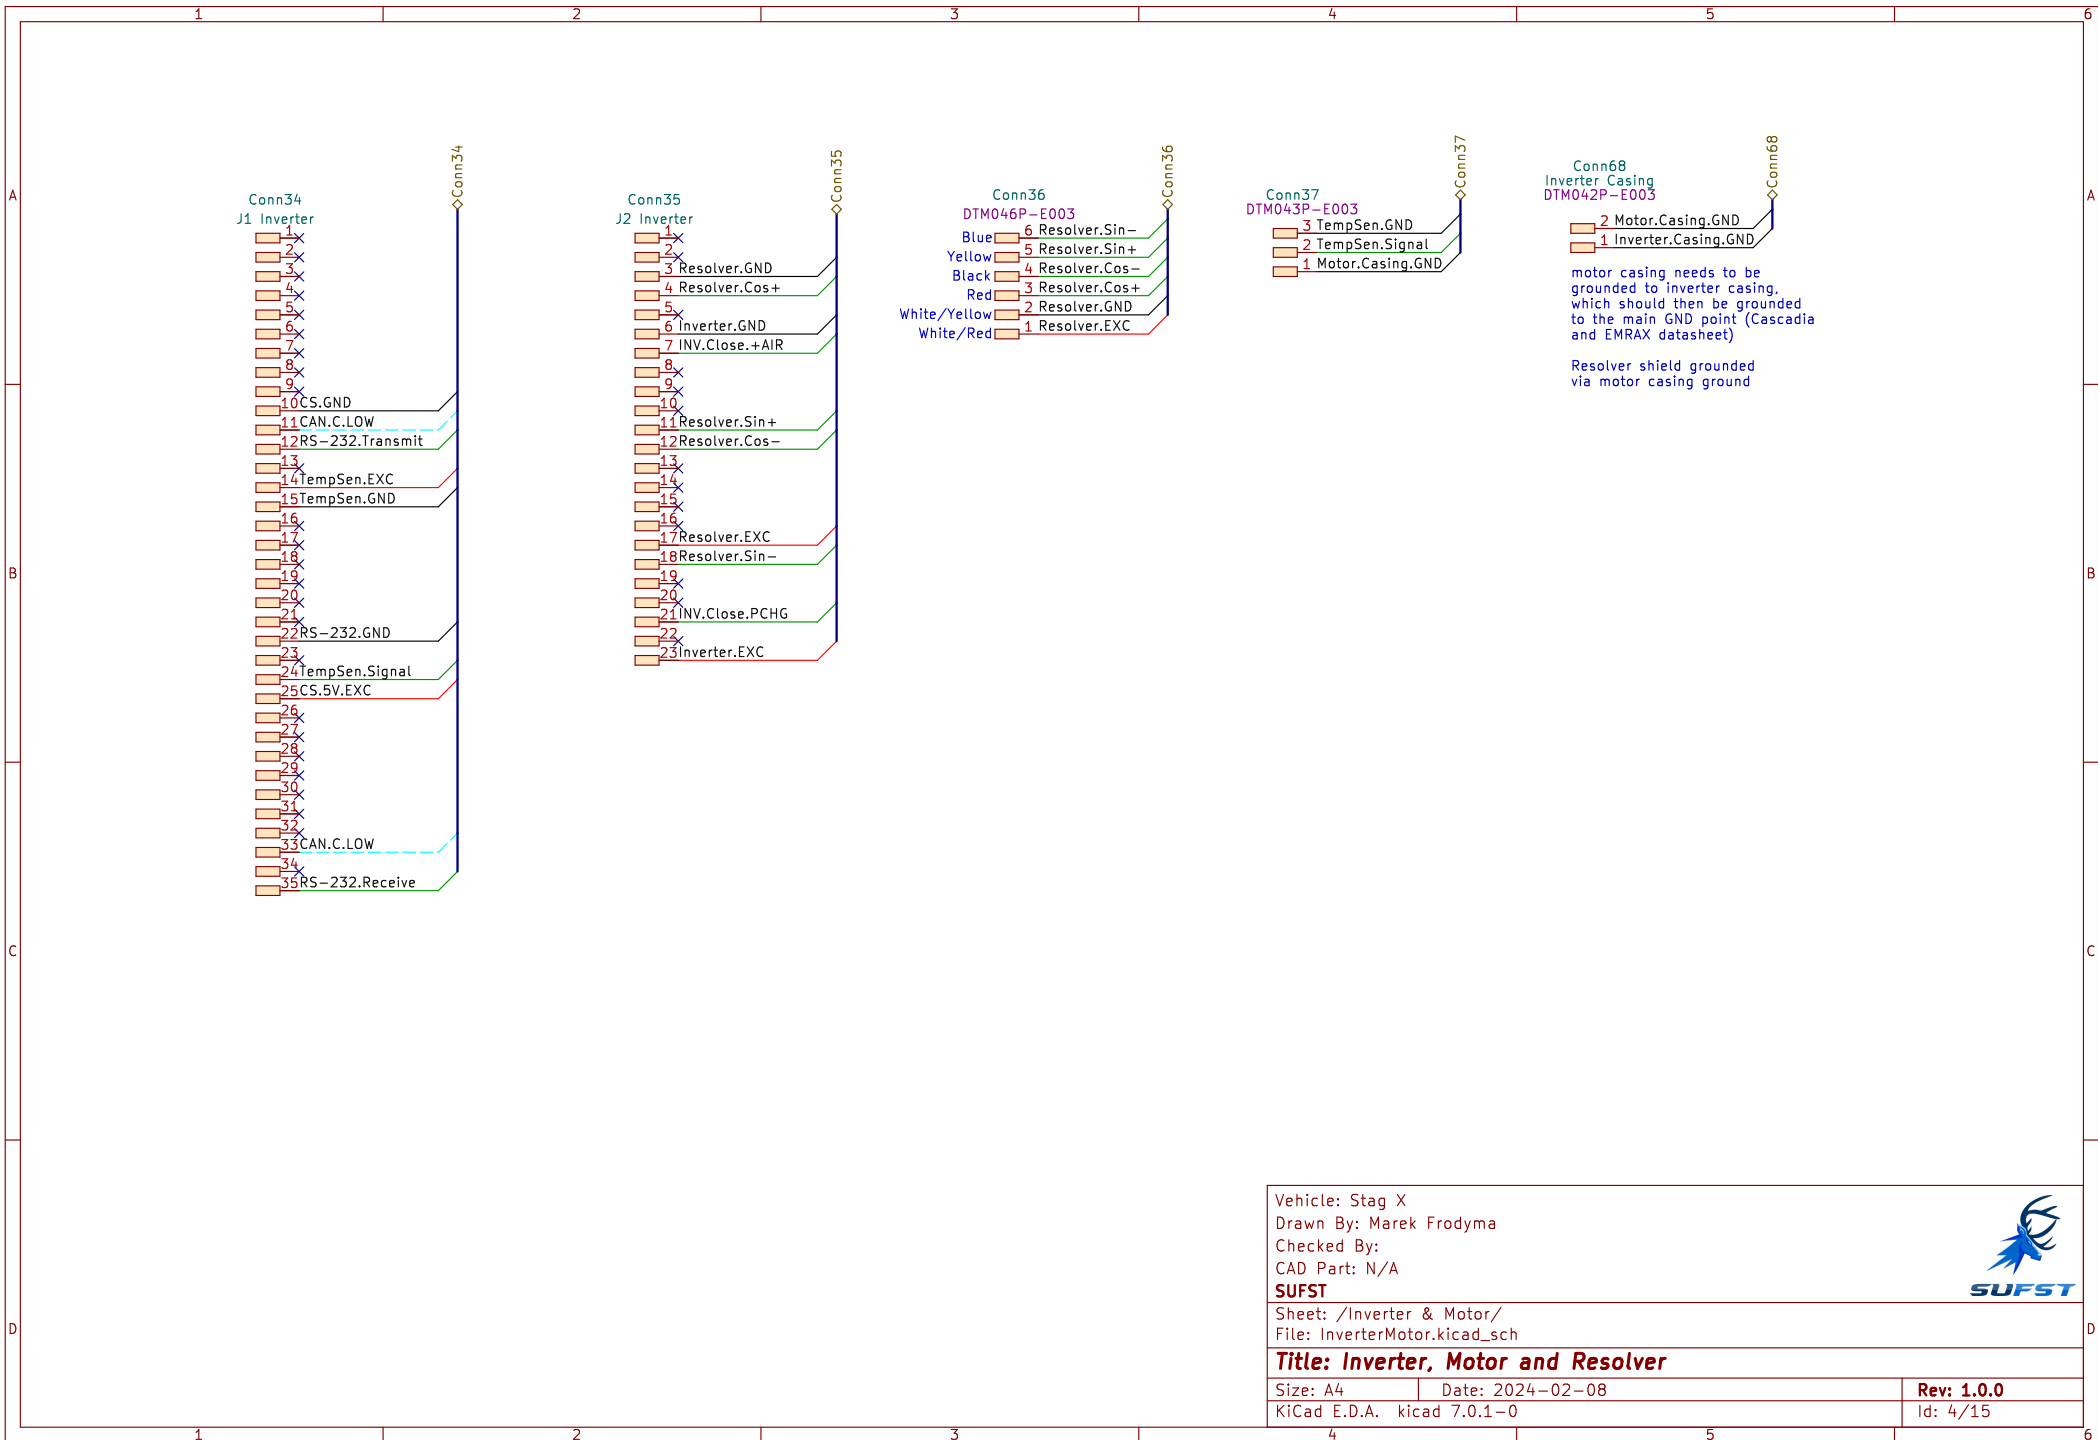 1 2 3 4 5 6
A
B
C
D
Conn34
J1 Inverter
Conn34
1
2
3
4
5
6
7
8
9
10 CS.GND
11 CAN.C.LOW
12 RS-232.Transmit
13
14 TempSen.EXC
15 TempSen.GND
16
17
18
19
20
21
22 RS-232.GND
23
24 TempSen.Signal
25 CS.5V.EXC
26
27
28
29
30
31
32
33 CAN.C.LOW
34
35 RS-232.Receive
Conn35
J2 Inverter
Conn35
1
2
3 Resolver.GND
4 Resolver.Cos+
5
6 Inverter.GND
7 INV.Close.+AIR
8
9
10
11 Resolver.Sin+
12 Resolver.Cos-
13
14
15
16
17 Resolver.EXC
18 Resolver.Sin-
19
20
21 INV.Close.PCHG
22
23 Inverter.EXC
Conn36
DTM046P-E003
Conn36
Blue 6 Resolver.Sin-
Yellow 5 Resolver.Sin+
Black 4 Resolver.Cos-
Red 3 Resolver.Cos+
White/Yellow 2 Resolver.GND
White/Red 1 Resolver.EXC
Conn37
DTM043P-E003
Conn37
3 TempSen.GND
2 TempSen.Signal
1 Motor.Casing.GND
Conn68
Inverter Casing
DTM042P-E003
Conn68
2 Motor.Casing.GND
1 Inverter.Casing.GND
motor casing needs to be
grounded to inverter casing,
which should then be grounded
to the main GND point (Cascadia
and EMRAX datasheet)
Resolver shield grounded
via motor casing ground
Vehicle: Stag X
Drawn By: Marek Frodyma
Checked By:
CAD Part: N/A
SUFST
SUFST
Sheet: /Inverter & Motor/
File: InverterMotor.kicad_sch
Title: Inverter, Motor and Resolver
Size: A4 Date: 2024-02-08 Rev: 1.0.0
KiCad E.D.A. kicad 7.0.1-0 Id: 4/15
A
B
C
D
1 2 3 4 5 6